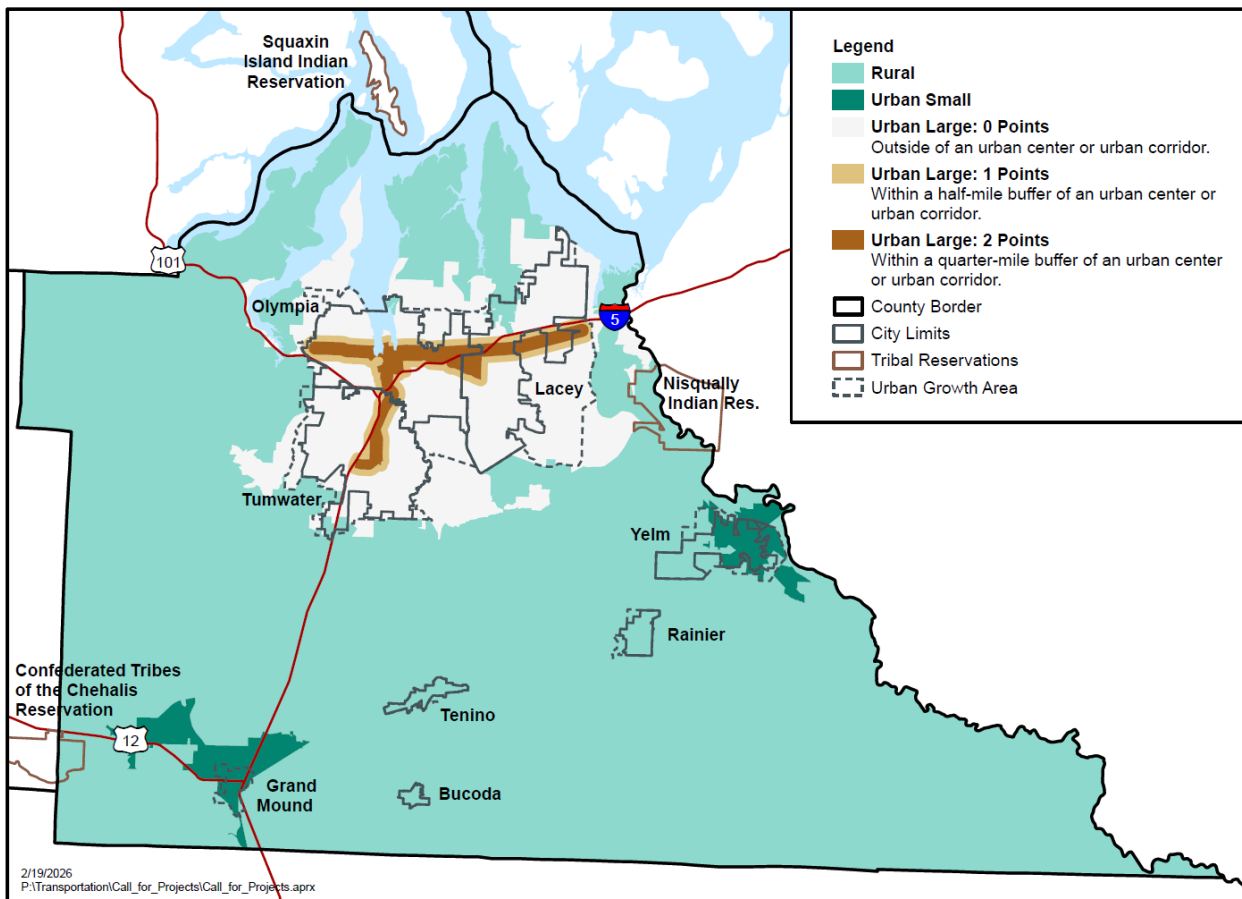 Squaxin
Island Indian
Reservation
101
Olympia
5
Lacey
Nisqually
Indian Res.
Tumwater
Yelm
Rainier
Confederated Tribes
of the Chehalis
Reservation
Tenino
12
Grand
Mound
Bucoda
2/19/2026
P:\Transportation\Call_for_Projects\Call_for_Projects.aprx
Legend
Rural
Urban Small
Urban Large: 0 Points
Outside of an urban center or urban corridor.
Urban Large: 1 Points
Within a half-mile buffer of an urban center or
urban corridor.
Urban Large: 2 Points
Within a quarter-mile buffer of an urban center
or urban corridor.
County Border
City Limits
Tribal Reservations
Urban Growth Area